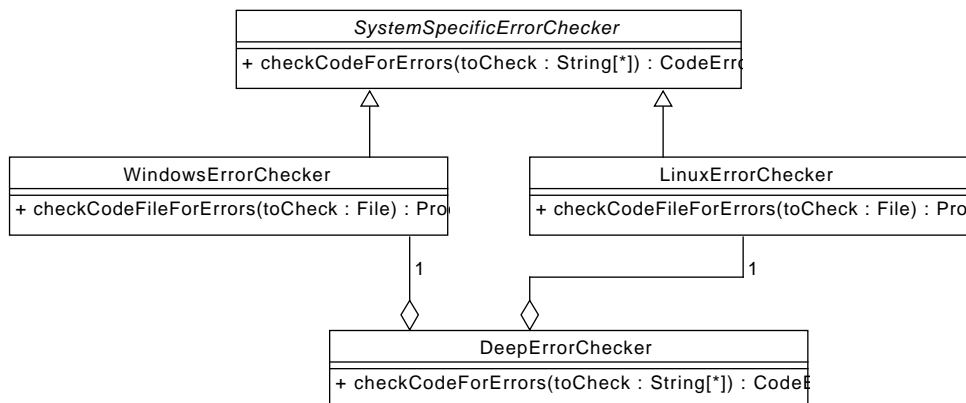 SystemSpecificErrorChecker
+ checkCodeForErrors(toCheck : String[*]) : CodeErro
WindowsErrorChecker
LinuxErrorChecker
+ checkCodeFileForErrors(toCheck : File) : Pro
+ checkCodeFileForErrors(toCheck : File) : Pro
1
1
DeepErrorChecker
+ checkCodeForErrors(toCheck : String[*]) : CodeE